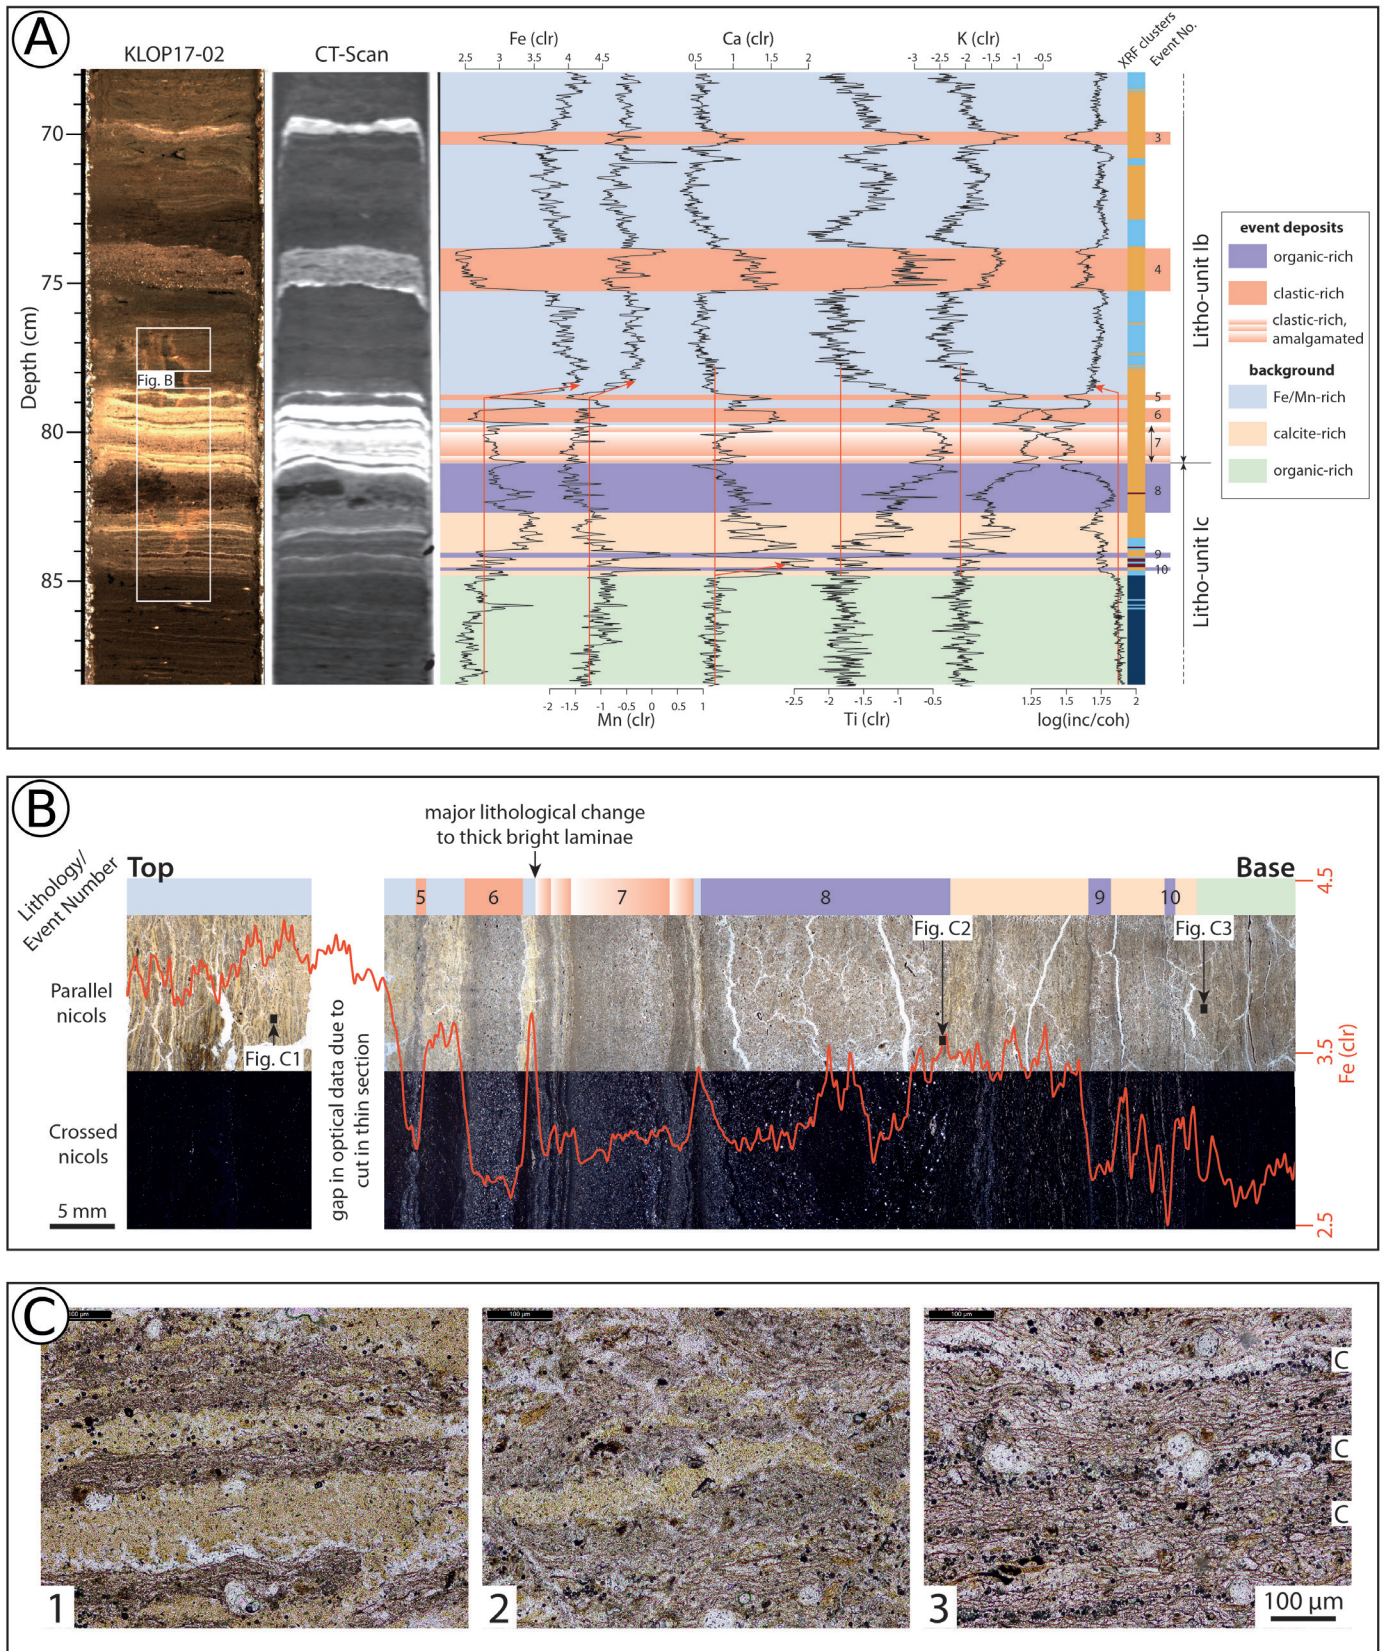 A
KLOP17-02
CT-Scan
Fe (clr)
2.5 3 3.5 4 4.5
Ca (clr)
0.5 1 1.5 2
K (clr)
-3 -2.5 -2 -1.5 -1 -0.5
XRF clusters
Event No.
Depth (cm)
70
75
80
85
Fig. B
3
4
5
6
7
8
9
10
Litho-unit Ib
Litho-unit Ic
event deposits
organic-rich
clastic-rich
clastic-rich,
amalgamated
background
Fe/Mn-rich
calcite-rich
organic-rich
-2 -1.5 -1 -0.5 0 0.5 1
Mn (clr)
-2.5 -2 -1.5 -1 -0.5
Ti (clr)
1.25 1.5 1.75 2
log(inc/coh)
B
major lithological change
to thick bright laminae
Lithology/
Event Number
Top
Base
5 6 7 8 9 10
4.5
3.5
2.5
Fe (clr)
Parallel
nicols
Crossed
nicols
5 mm
Fig. C1
Fig. C2
Fig. C3
gap in optical data due to
cut in thin section
C
100 µm
1
100 µm
2
100 µm
C
C
C
3
100 µm